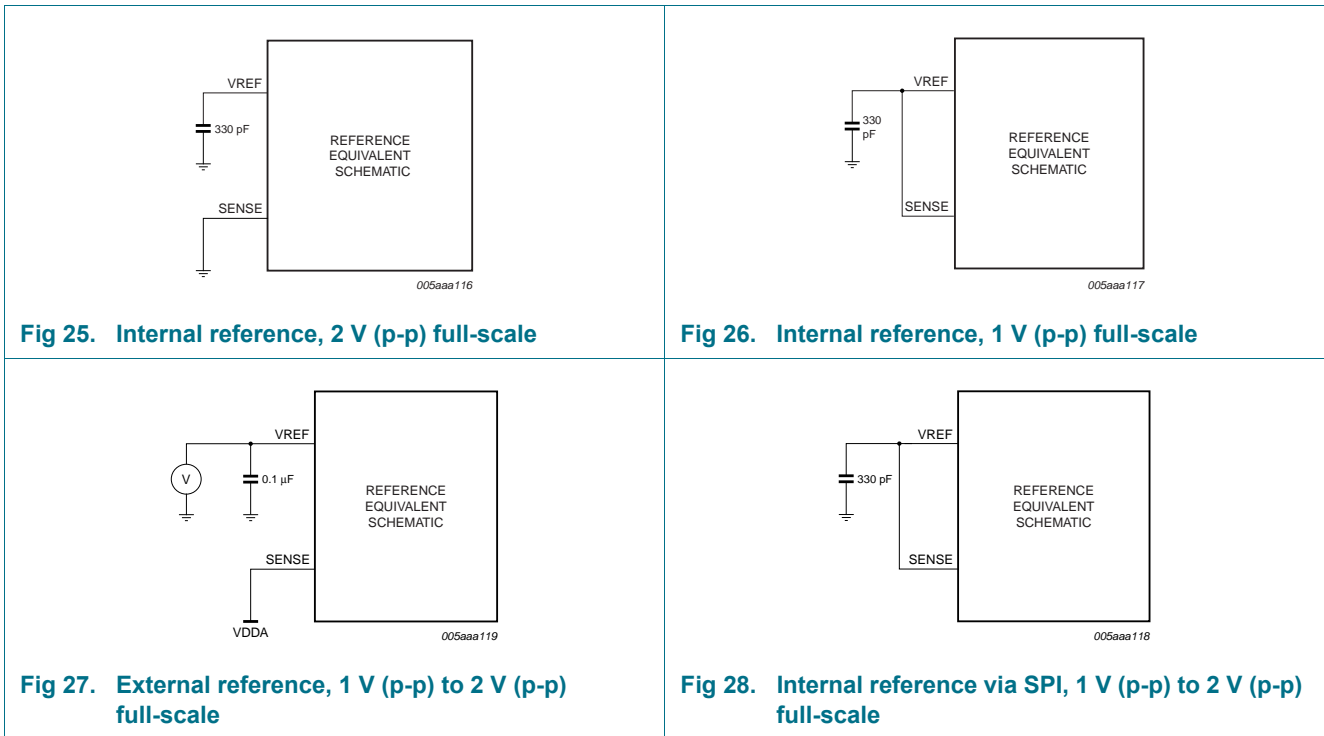 VREF
330 pF
REFERENCE
EQUIVALENT
SCHEMATIC
SENSE
005aaa116
Fig 25. Internal reference, 2 V (p-p) full-scale
VREF
330
pF
REFERENCE
EQUIVALENT
SCHEMATIC
SENSE
005aaa117
Fig 26. Internal reference, 1 V (p-p) full-scale
VREF
V
0.1 μF
REFERENCE
EQUIVALENT
SCHEMATIC
SENSE
VDDA
005aaa119
Fig 27. External reference, 1 V (p-p) to 2 V (p-p)
full-scale
VREF
330 pF
REFERENCE
EQUIVALENT
SCHEMATIC
SENSE
005aaa118
Fig 28. Internal reference via SPI, 1 V (p-p) to 2 V (p-p)
full-scale